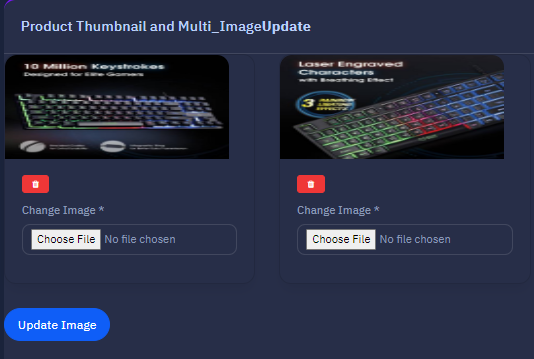 Product Thumbnail and Multi_ImageUpdate
10 Million Keystrokes
Designed for Elite Gamers
Laser Engraved
Characters
with Breathing Effect
3
Change Image *
Change Image *
Choose File No file chosen
Choose File No file chosen
Update Image